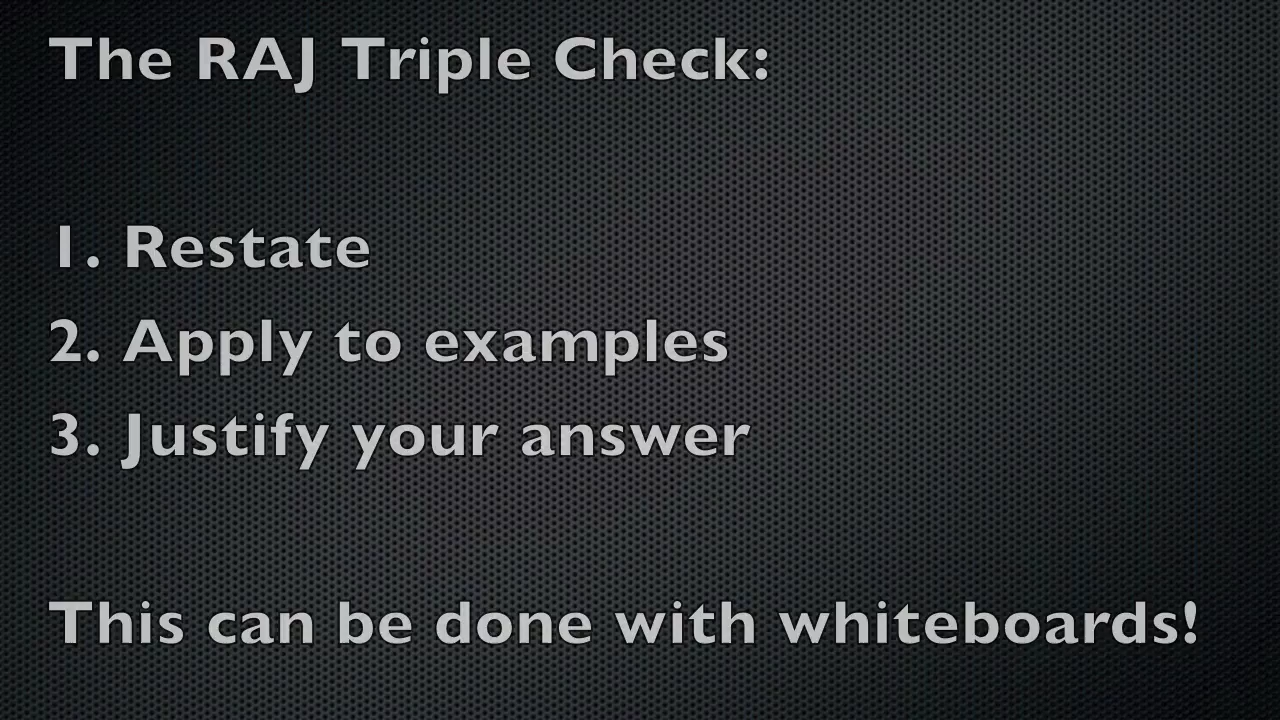 The RAJ Triple Check:
1. Restate
2. Apply to examples
3. Justify your answer
This can be done with whiteboards!